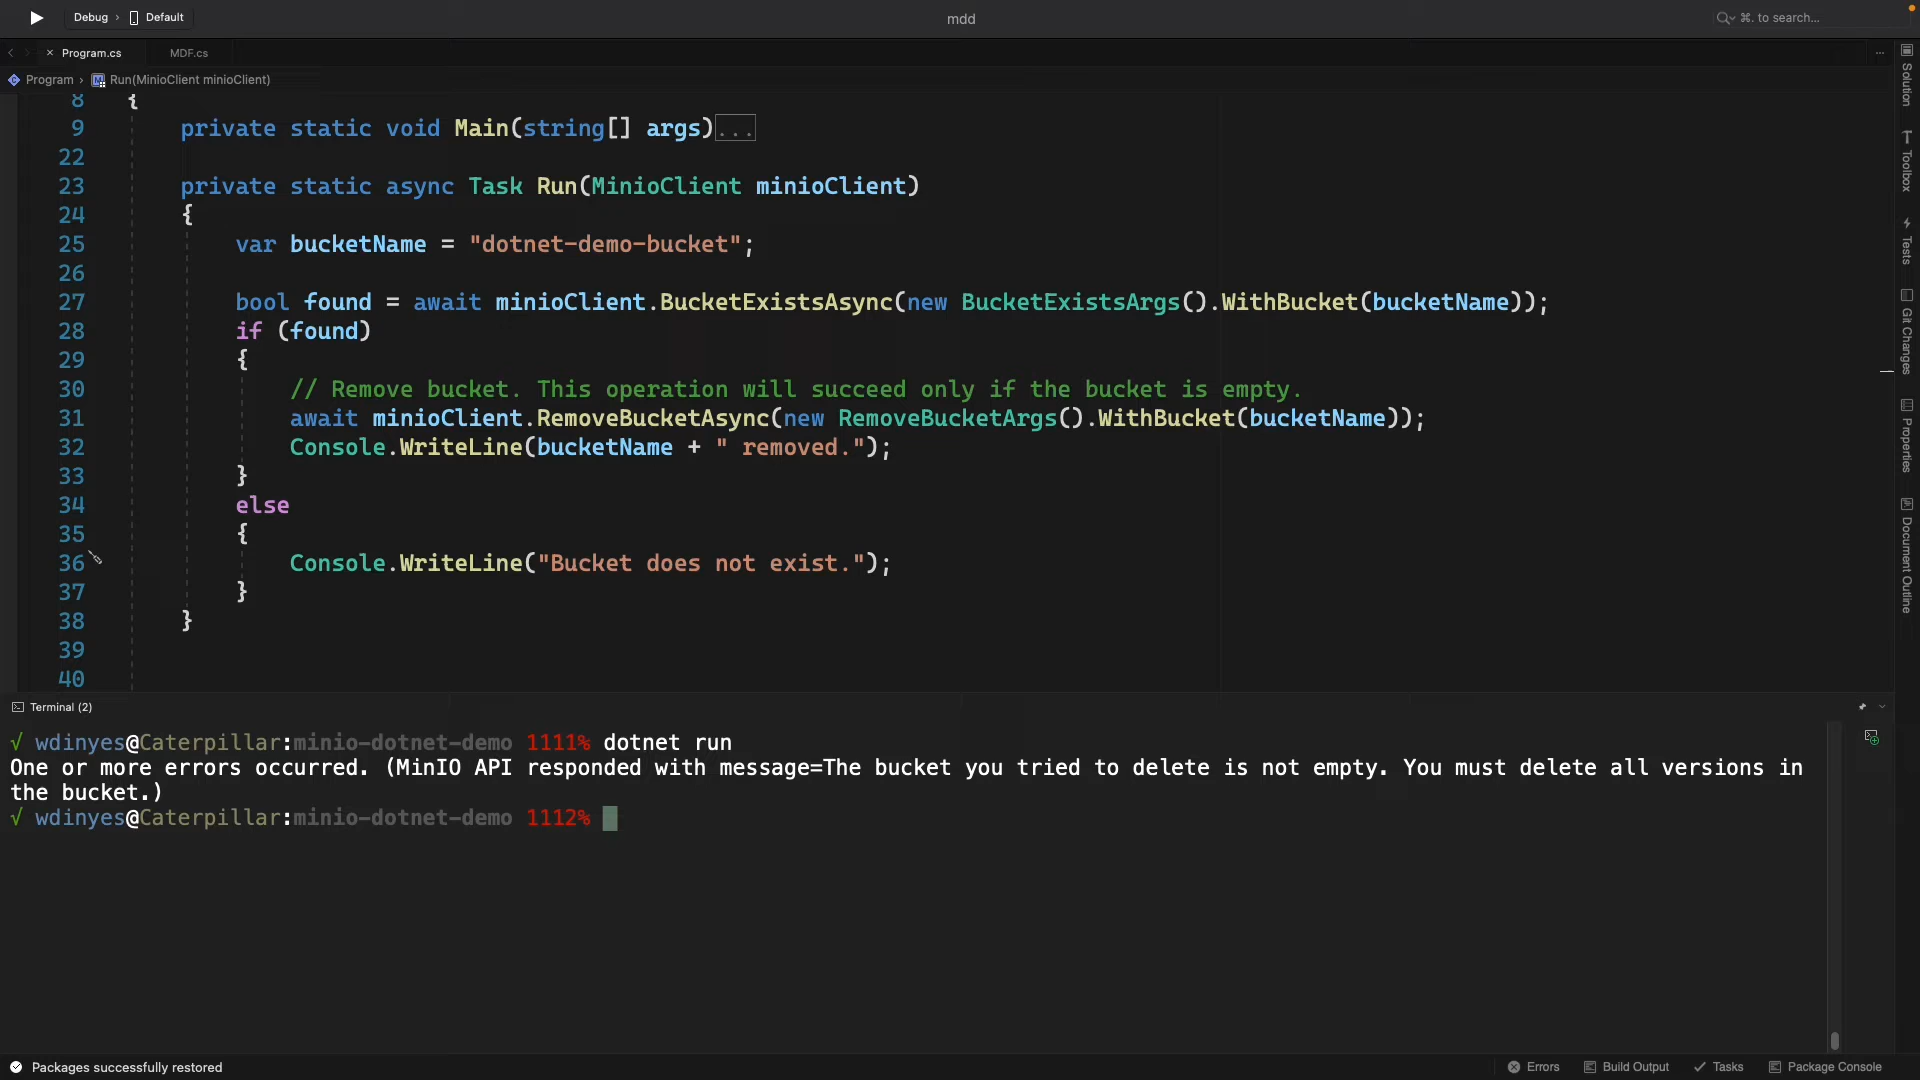 Debug › Default
mdd
⌘. to search...
Program.cs
MDF.cs
Program › Run(MinioClient minioClient)
8 {
9 private static void Main(string[] args)...
22
23 private static async Task Run(MinioClient minioClient)
24 {
25 var bucketName = "dotnet-demo-bucket";
26
27 bool found = await minioClient.BucketExistsAsync(new BucketExistsArgs().WithBucket(bucketName));
28 if (found)
29 {
30 // Remove bucket. This operation will succeed only if the bucket is empty.
31 await minioClient.RemoveBucketAsync(new RemoveBucketArgs().WithBucket(bucketName));
32 Console.WriteLine(bucketName + " removed.");
33 }
34 else
35 {
36 Console.WriteLine("Bucket does not exist.");
37 }
38 }
39
40
Solution
Toolbox
Tests
Git Changes
Properties
Document Outline
Terminal (2)
√ wdinyes@Caterpillar:minio-dotnet-demo 1111% dotnet run
One or more errors occurred. (MinIO API responded with message=The bucket you tried to delete is not empty. You must delete all versions in
the bucket.)
√ wdinyes@Caterpillar:minio-dotnet-demo 1112%
Packages successfully restored
Errors
Build Output
Tasks
Package Console